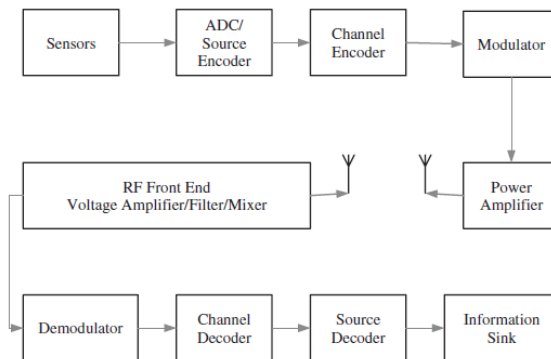 Sensors
ADC/
Source
Encoder
Channel
Encoder
Modulator
RF Front End
Voltage Amplifier/Filter/Mixer
Power
Amplifier
Demodulator
Channel
Decoder
Source
Decoder
Information
Sink